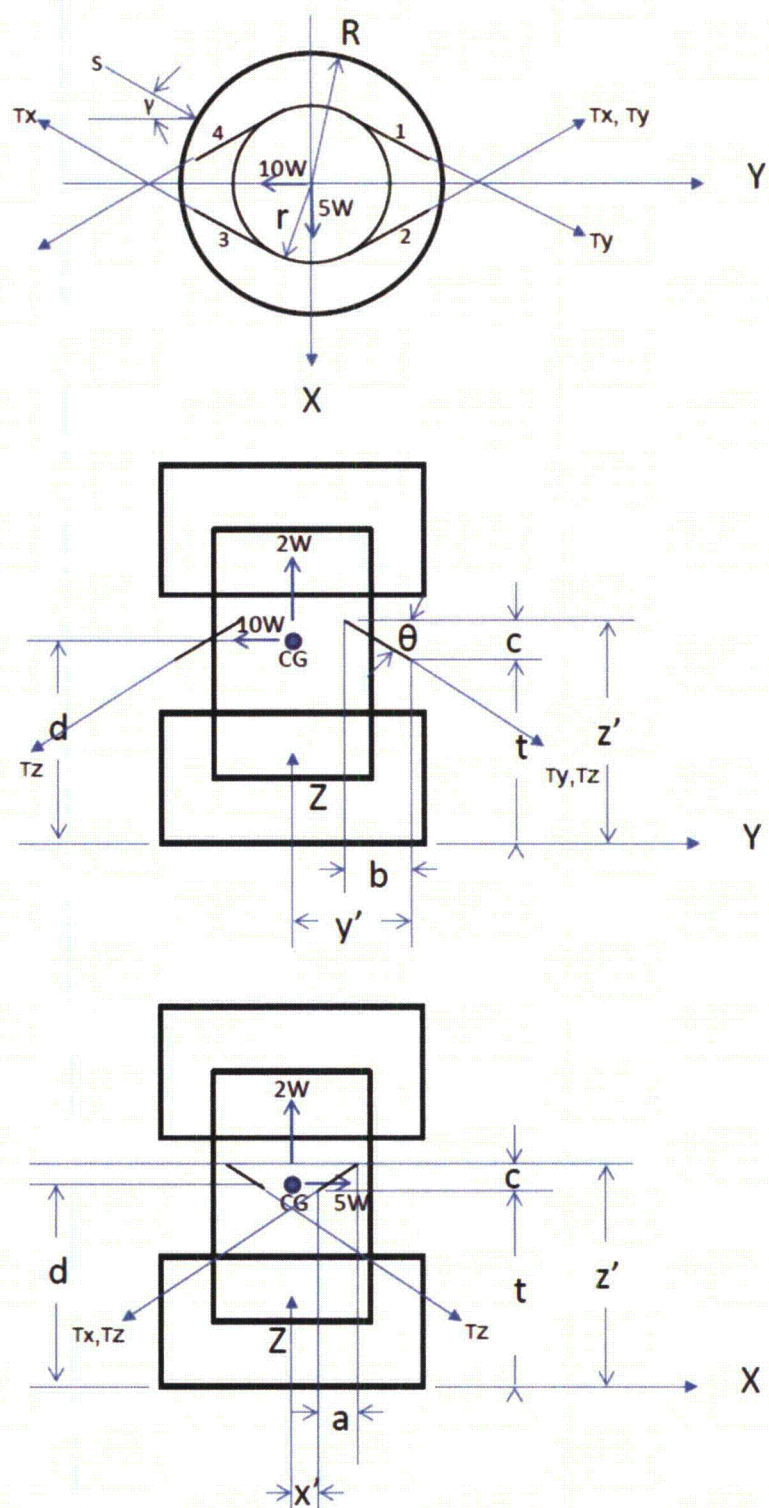 R
S
γ
Tx
4
1
Tx, Ty
10W
Y
r
5W
3
2
Ty
X
2W
10W
θ
c
CG
d
t
z'
Tz
Ty,Tz
Z
Y
b
y'
2W
c
CG
5W
d
t
z'
Tx,Tz
Z
Tz
X
a
x'